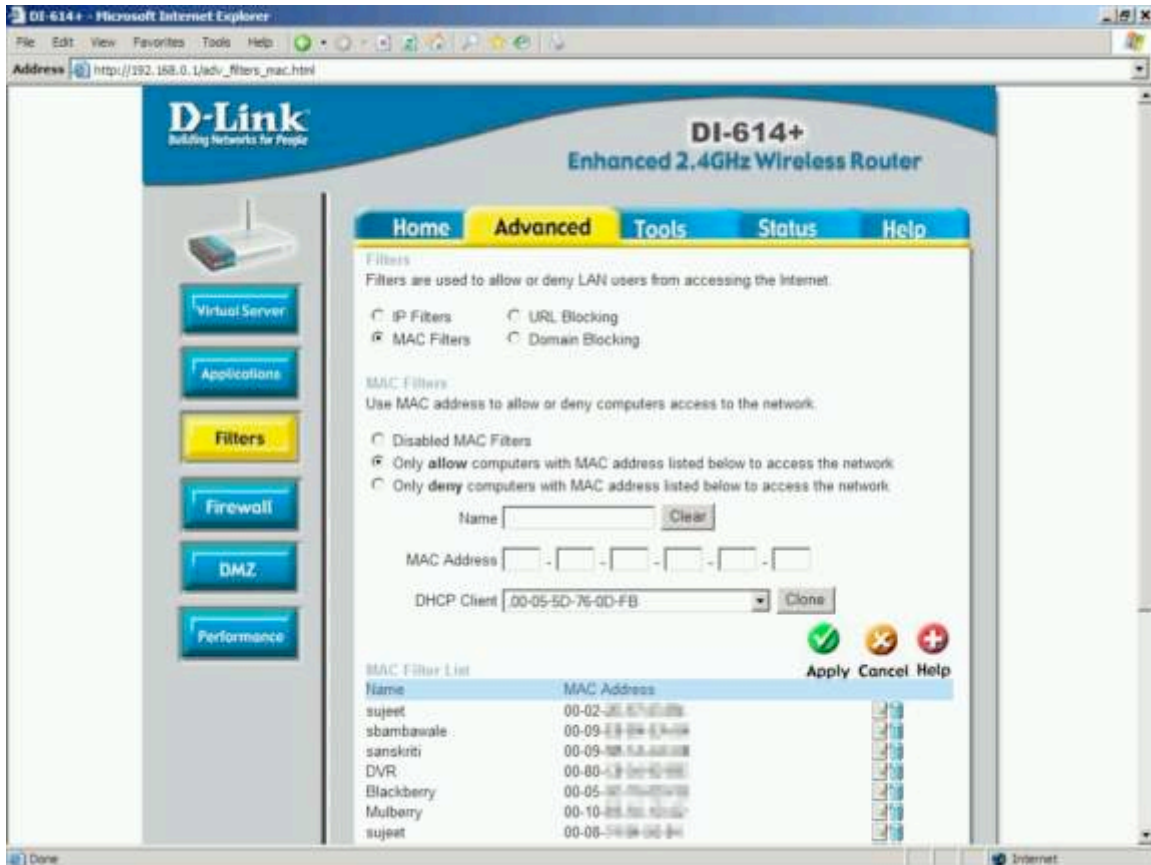 DI-614+ - Microsoft Internet Explorer
File Edit View Favorites Tools Help
Address http://192.168.0.1/adv_filters_mac.html
D-Link
Building Networks for People
DI-614+
Enhanced 2.4GHz Wireless Router
Home Advanced Tools Status Help
Virtual Server
Applications
Filters
Firewall
DMZ
Performance
Filters
Filters are used to allow or deny LAN users from accessing the Internet.
IP Filters URL Blocking
MAC Filters Domain Blocking
MAC Filters
Use MAC address to allow or deny computers access to the network.
Disabled MAC Filters
Only allow computers with MAC address listed below to access the network
Only deny computers with MAC address listed below to access the network
Name Clear
MAC Address - - - - -
DHCP Client ,00-05-5D-76-0D-FB Clone
Apply Cancel Help
MAC Filter List
Name MAC Address
sujeet 00-02-
sbambawale 00-09-
sanskriti 00-09-
DVR 00-80-
Blackberry 00-05-
Mulberry 00-10-
sujeet 00-08-
Done Internet